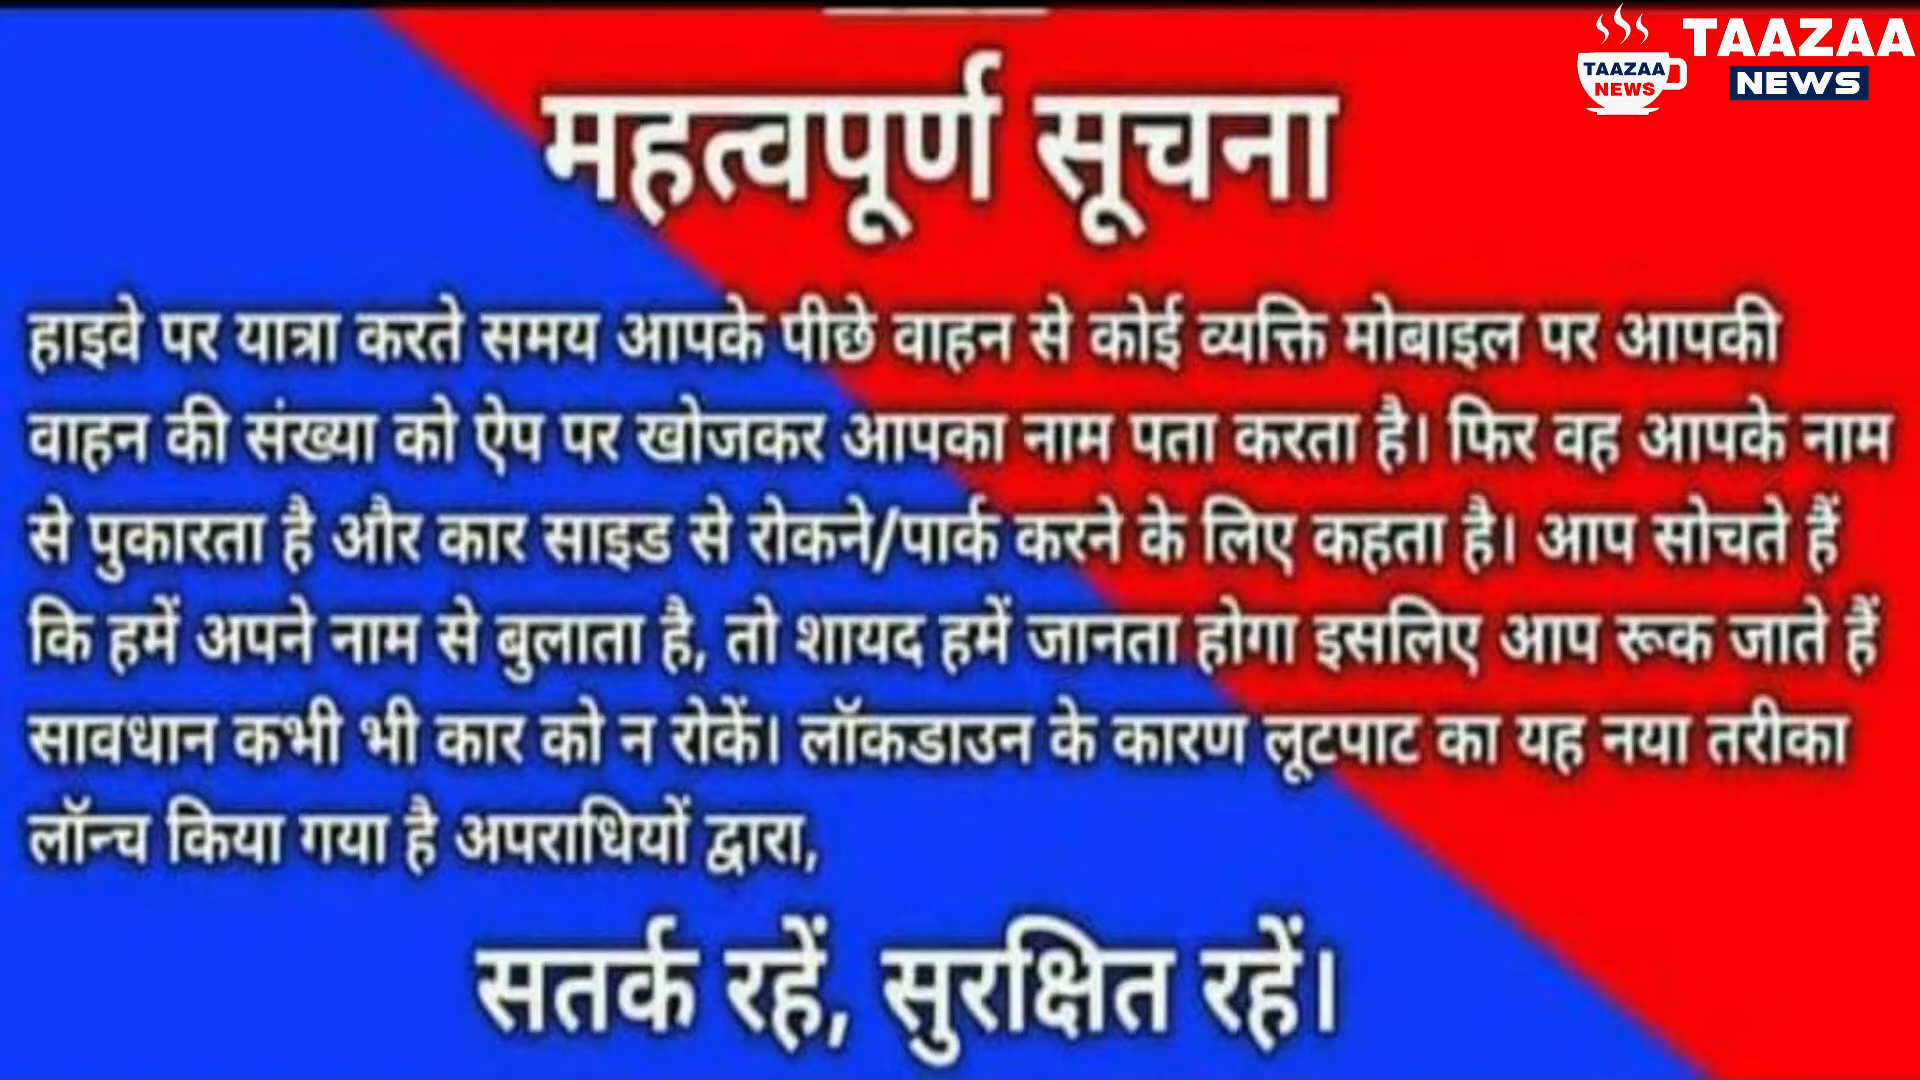 TAAZAA
NEWS
TAAZAA
NEWS
महत्वपूर्ण सूचना
हाइवे पर यात्रा करते समय आपके पीछे वाहन से कोई व्यक्ति मोबाइल पर आपकी
वाहन की संख्या को ऐप पर खोजकर आपका नाम पता करता है। फिर वह आपके नाम
से पुकारता है और कार साइड से रोकने/पार्क करने के लिए कहता है। आप सोचते हैं
कि हमें अपने नाम से बुलाता है, तो शायद हमें जानता होगा इसलिए आप रूक जाते हैं
सावधान कभी भी कार को न रोकें। लॉकडाउन के कारण लूटपाट का यह नया तरीका
लॉन्च किया गया है अपराधियों द्वारा,
सतर्क रहें, सुरक्षित रहें।